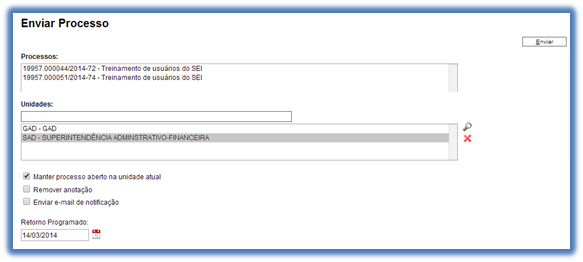 Enviar Processo
Enviar
Processos:
19957.000044/2014-72 - Treinamento de usuários do SEI
19957.000051/2014-74 - Treinamento de usuários do SEI
Unidades:
GAD - GAD
SAD - SUPERINTENDÊNCIA ADMINSTRATIVO-FINANCEIRA
Manter processo aberto na unidade atual
Remover anotação
Enviar e-mail de notificação
Retorno Programado:
14/03/2014